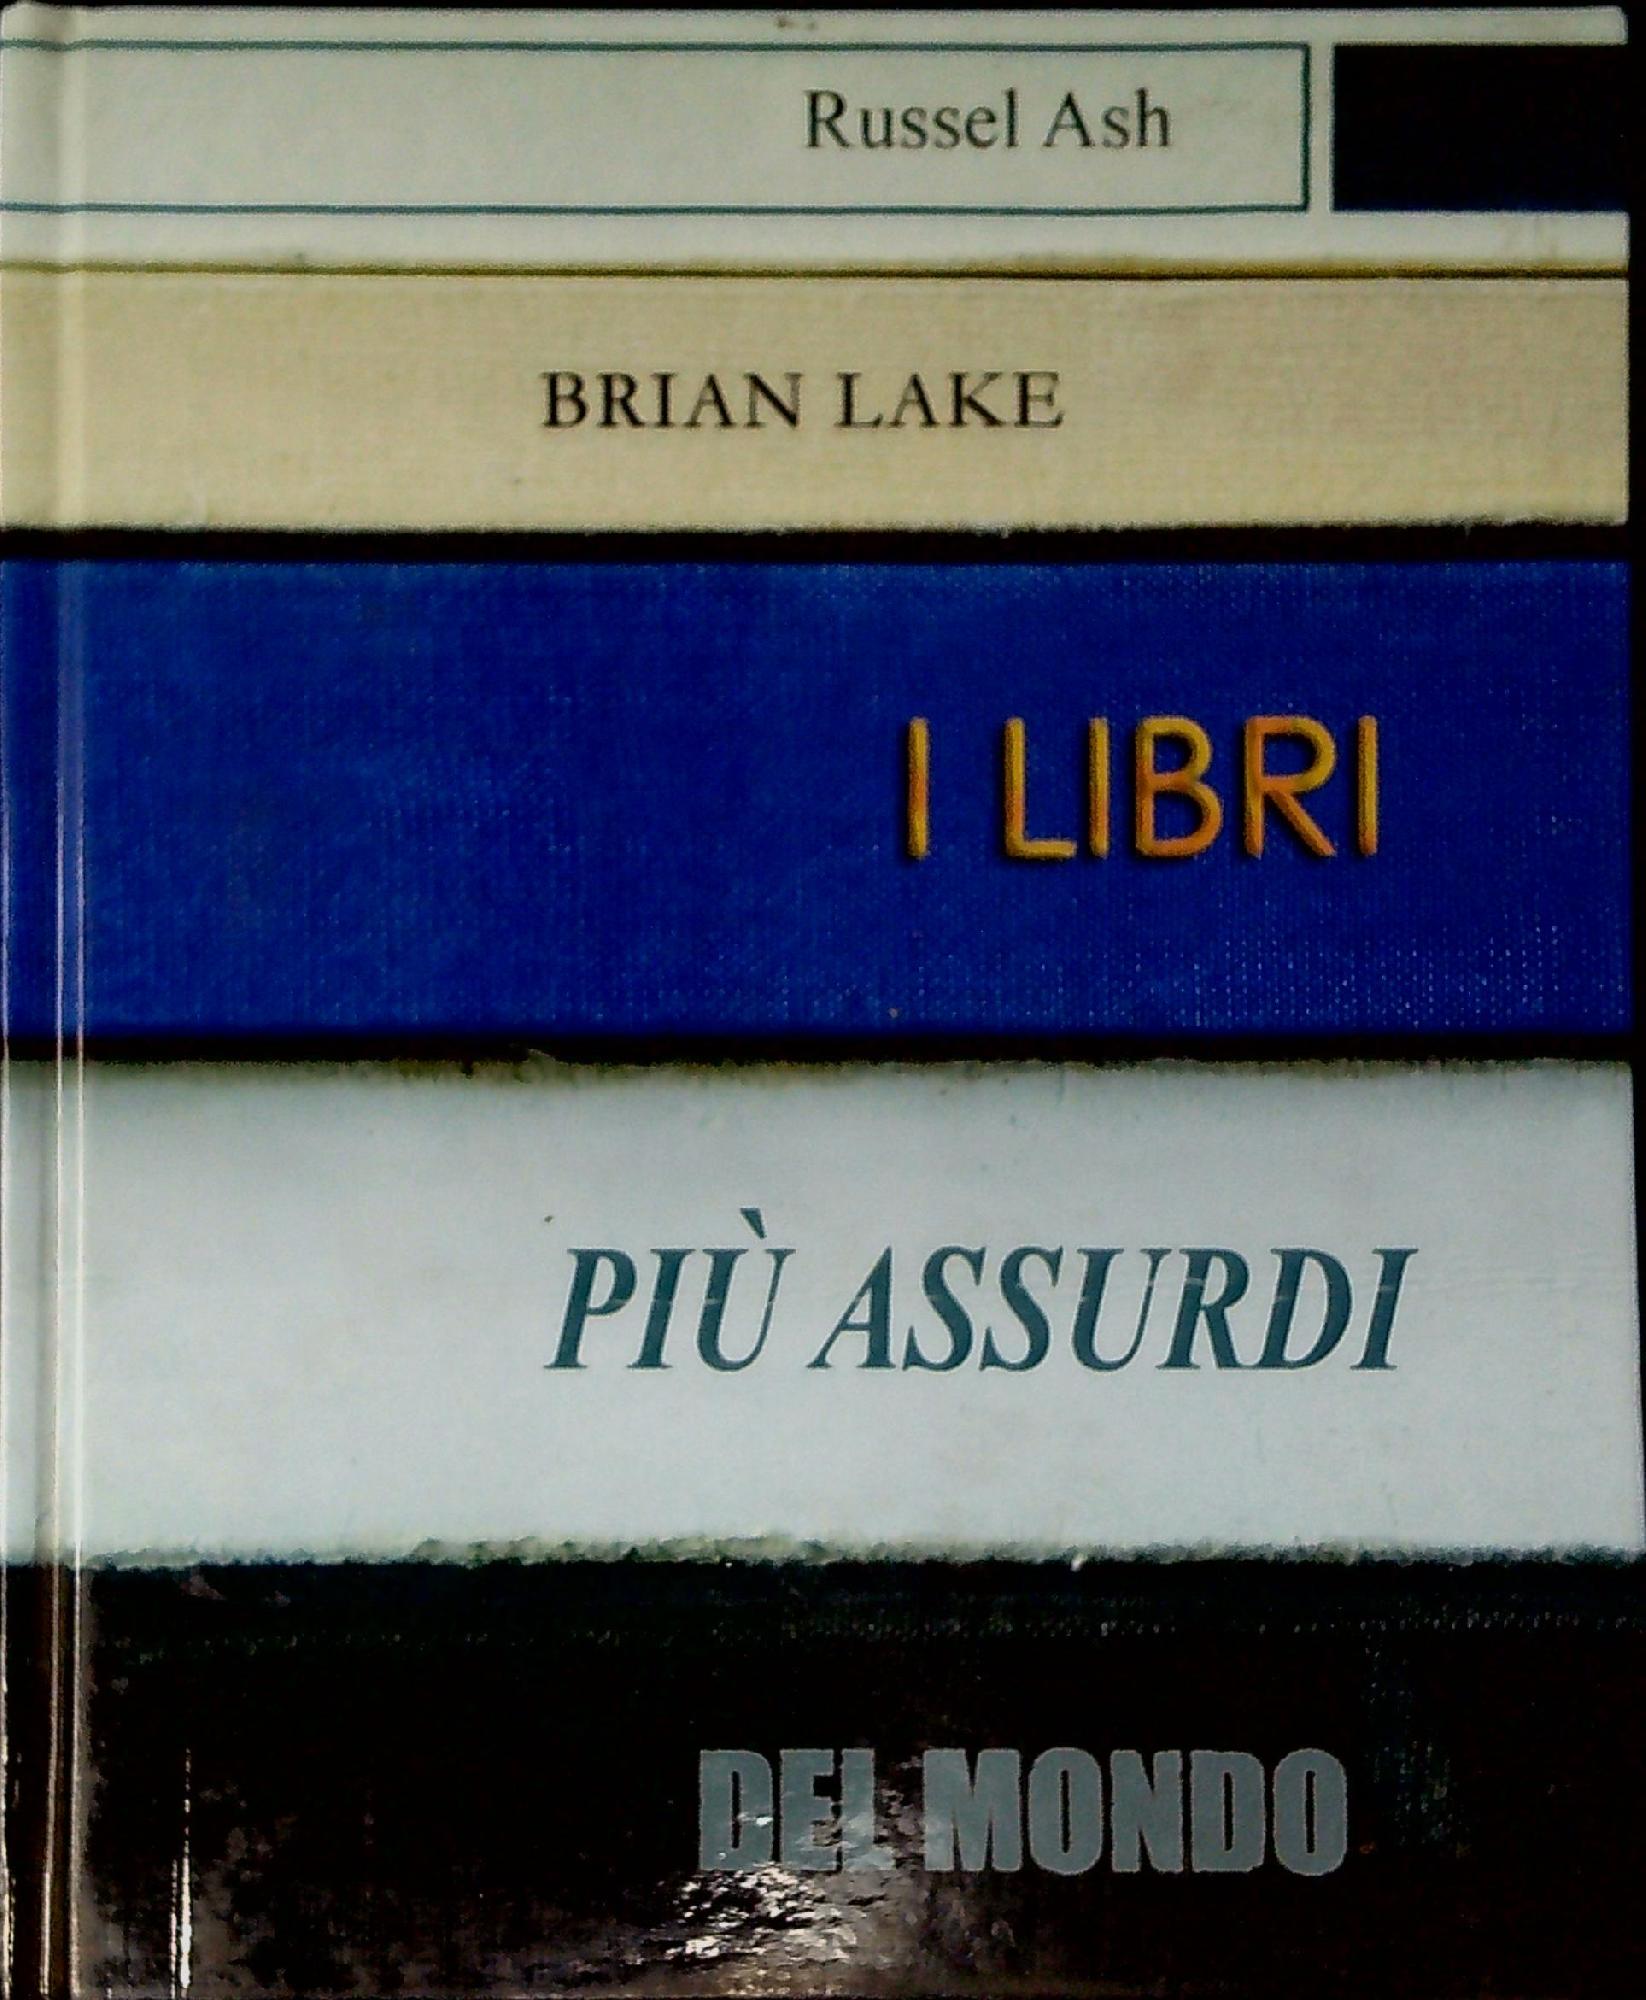 Russel Ash
BRIAN LAKE
I LIBRI
PIÙ ASSURDI
DEL MONDO